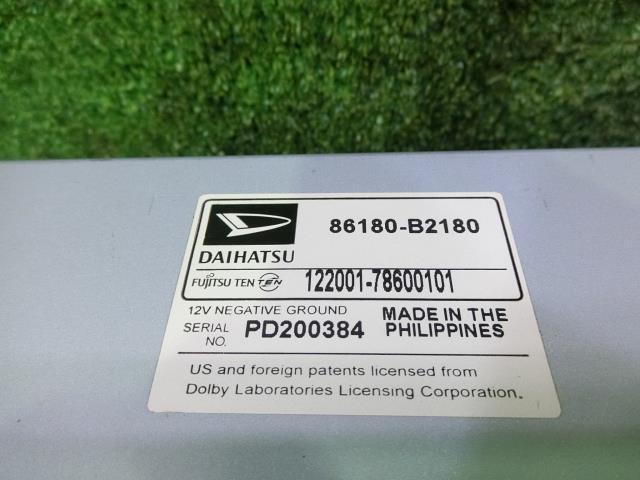 86180-B2180
DAIHATSU
FUJITSU TEN TEN 122001-78600101
12V NEGATIVE GROUND
SERIAL NO. PD200384
MADE IN THE PHILIPPINES
US and foreign patents licensed from
Dolby Laboratories Licensing Corporation.